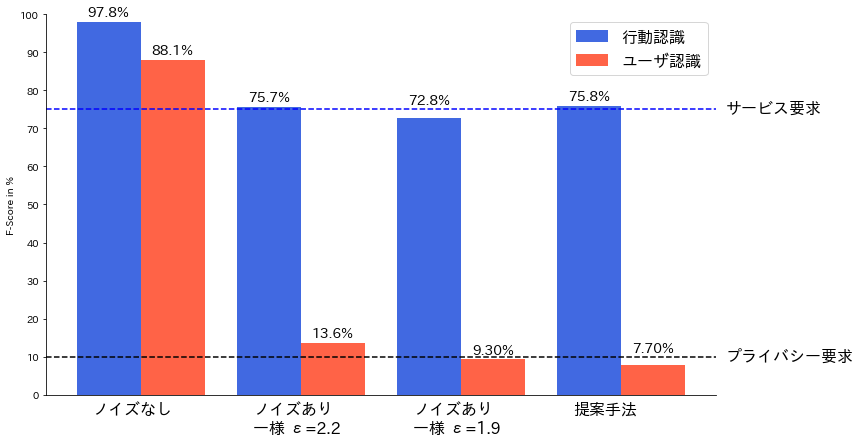 F-Score in %
100
90
80
70
60
50
40
30
20
10
0
97.8%
88.1%
75.7%
13.6%
72.8%
9.30%
75.8%
7.70%
行動認識
ユーザ認識
サービス要求
プライバシー要求
ノイズなし
ノイズあり
一様 ε=2.2
ノイズあり
一様 ε=1.9
提案手法